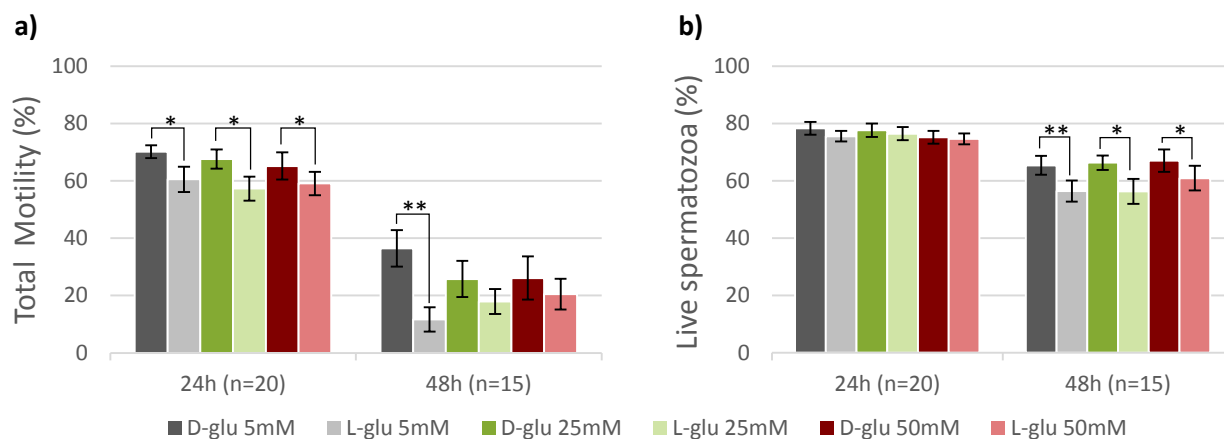 a)
Total Motility (%)
100
80
60
40
20
0
* * *
**
24h (n=20) 48h (n=15)
b)
Live spermatozoa (%)
100
80
60
40
20
0
** * *
24h (n=20) 48h (n=15)
D-glu 5mM L-glu 5mM D-glu 25mM L-glu 25mM D-glu 50mM L-glu 50mM